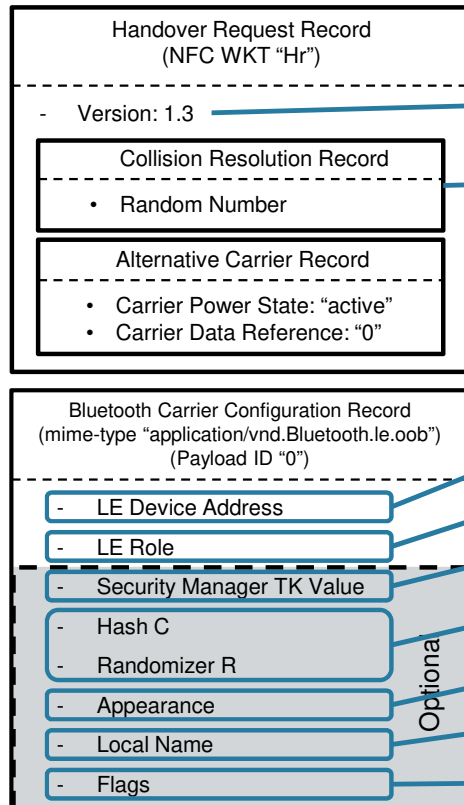 Handover Request Record
(NFC WKT “Hr”)
- Version: 1.3
Collision Resolution Record
• Random Number
Alternative Carrier Record
• Carrier Power State: “active”
• Carrier Data Reference: “0”
Bluetooth Carrier Configuration Record
(mime-type “application/vnd.Bluetooth.le.oob”)
(Payload ID “0”)
- LE Device Address
- LE Role
- Security Manager TK Value
- Hash C
- Randomizer R
- Appearance
- Local Name
- Flags
Optional